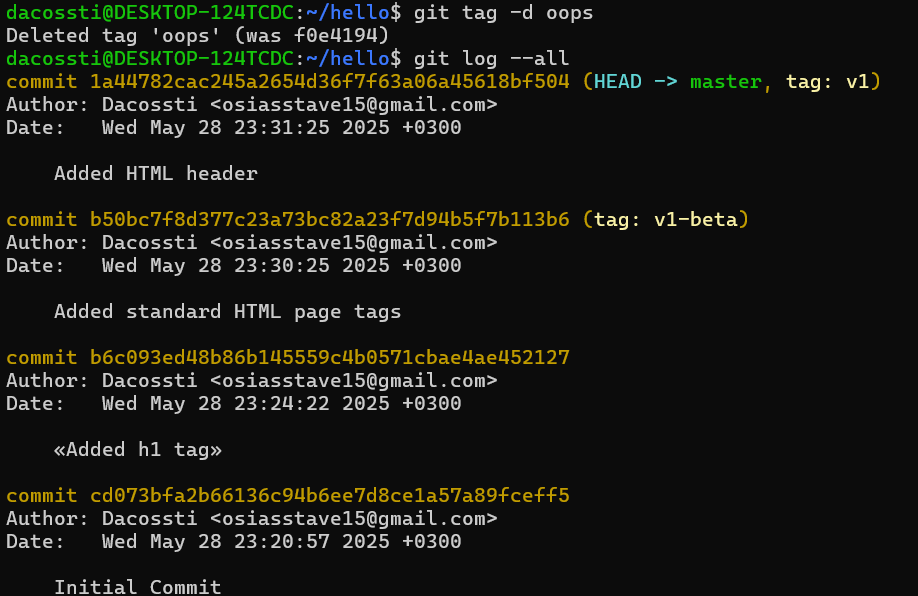 dacossti@DESKTOP-124TCDC:~/hello$ git tag -d oops
Deleted tag 'oops' (was f0e4194)
dacossti@DESKTOP-124TCDC:~/hello$ git log --all
commit 1a44782cac245a2654d36f7f63a06a45618bf504 (HEAD -> master, tag: v1)
Author: Dacossti <osiasstave15@gmail.com>
Date:   Wed May 28 23:31:25 2025 +0300
    Added HTML header
commit b50bc7f8d377c23a73bc82a23f7d94b5f7b113b6 (tag: v1-beta)
Author: Dacossti <osiasstave15@gmail.com>
Date:   Wed May 28 23:30:25 2025 +0300
    Added standard HTML page tags
commit b6c093ed48b86b145559c4b0571cbae4ae452127
Author: Dacossti <osiasstave15@gmail.com>
Date:   Wed May 28 23:24:22 2025 +0300
    «Added h1 tag»
commit cd073bfa2b66136c94b6ee7d8ce1a57a89fceff5
Author: Dacossti <osiasstave15@gmail.com>
Date:   Wed May 28 23:20:57 2025 +0300
    Initial Commit